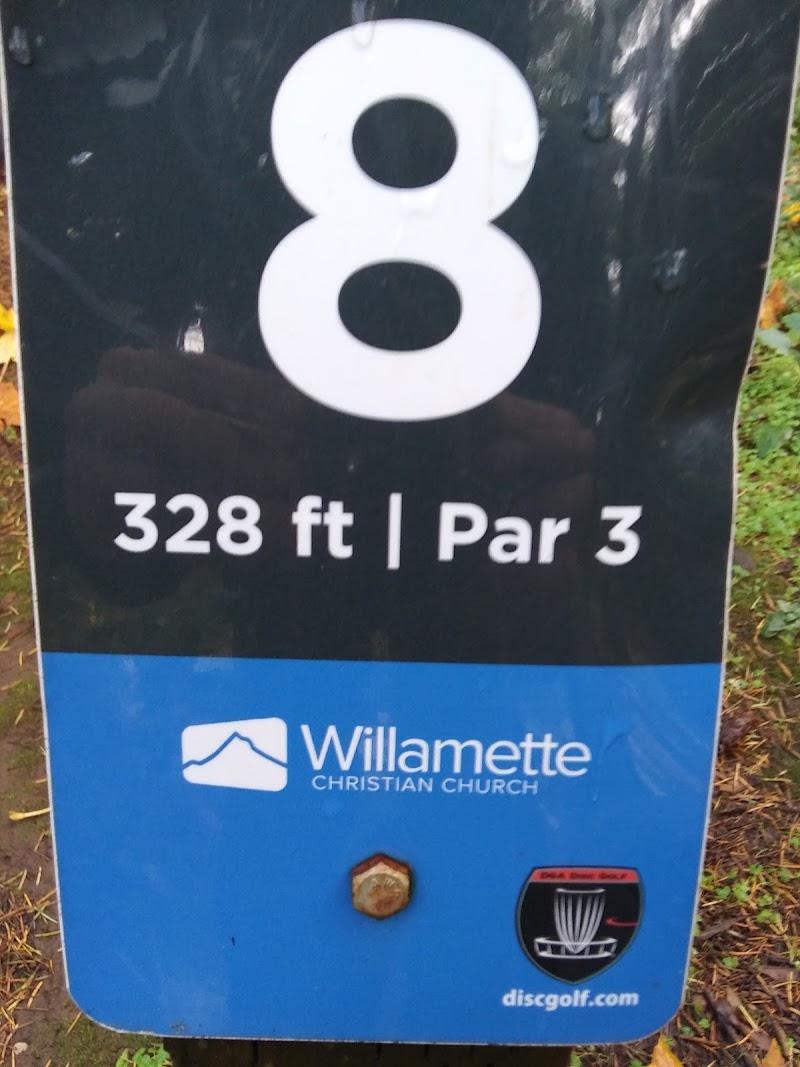 8
328 ft | Par 3
Willamette
CHRISTIAN CHURCH
DGA DISC GOLF
discgolf.com